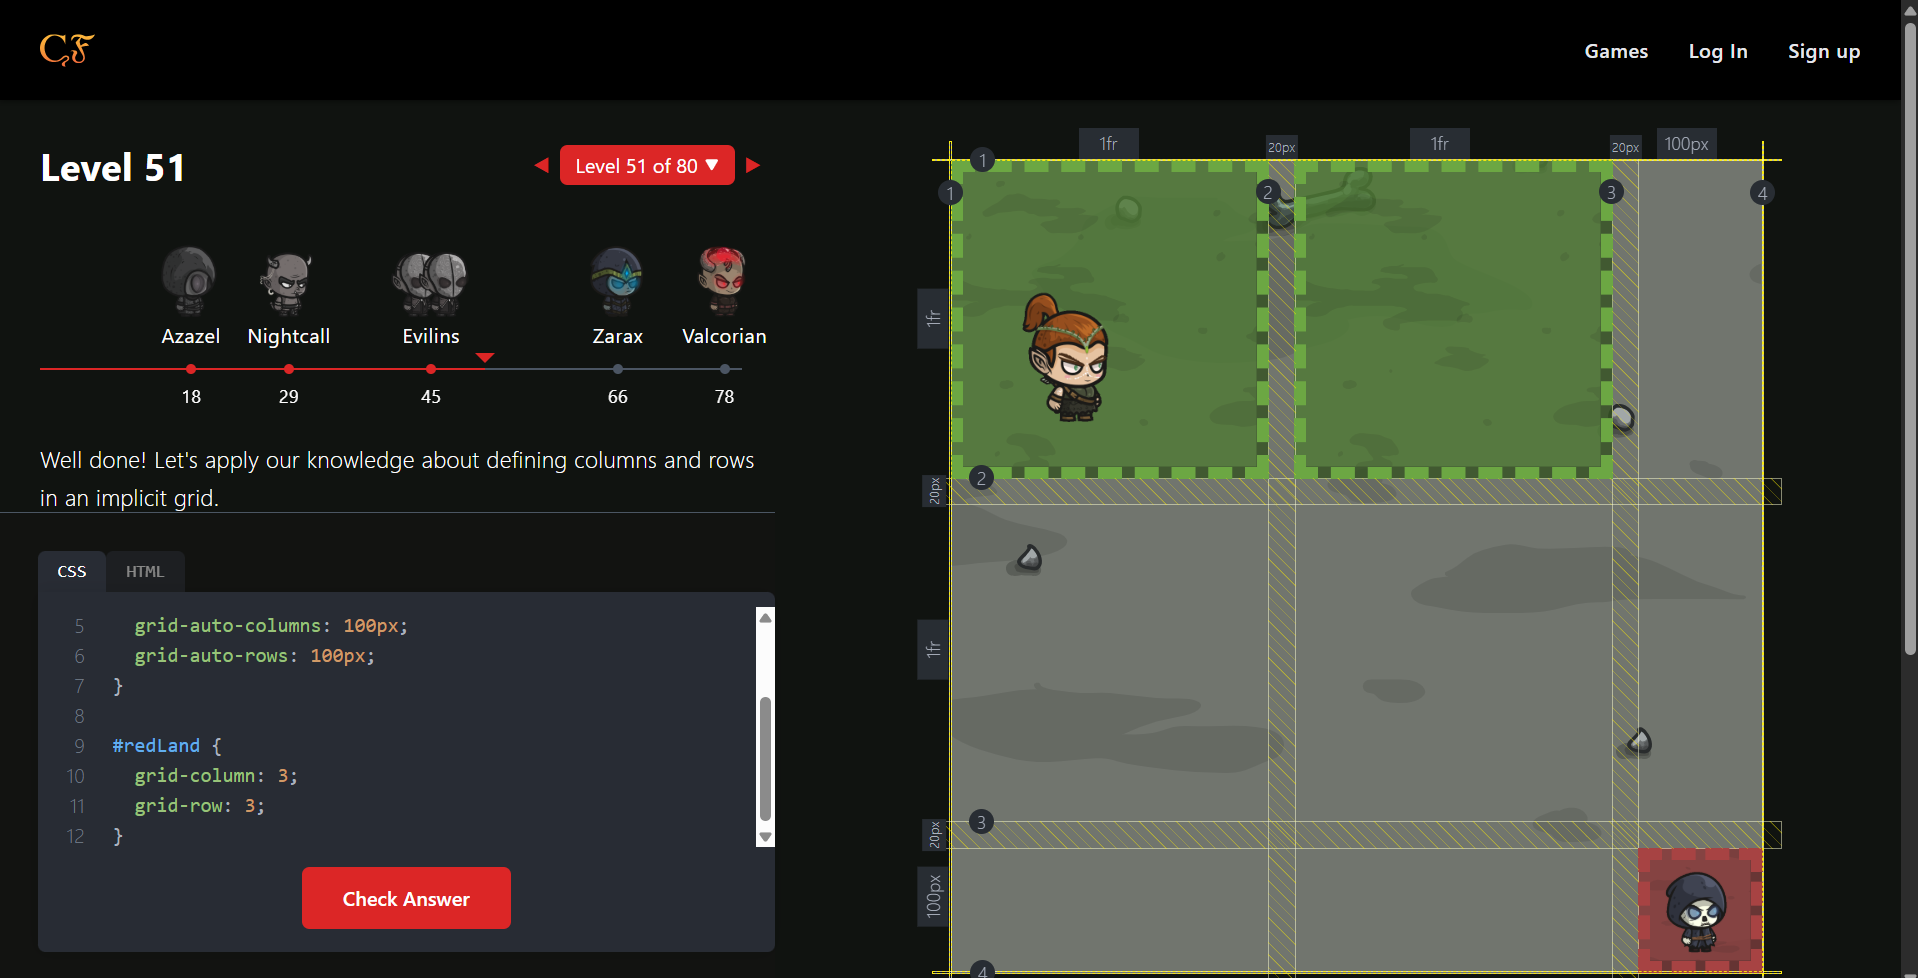 CF
Games
Log In
Sign up
Level 51
Level 51 of 80 ▼
Azazel
Nightcall
Evilins
Zarax
Valcorian
18
29
45
66
78
Well done! Let's apply our knowledge about defining columns and rows
in an implicit grid.
CSS
HTML
5 grid-auto-columns: 100px;
6 grid-auto-rows: 100px;
7 }
8
9 #redLand {
10 grid-column: 3;
11 grid-row: 3;
12 }
Check Answer
1fr
20px
1fr
20px
100px
1
1
2
3
4
1fr
2
20px
1fr
3
20px
100px
4